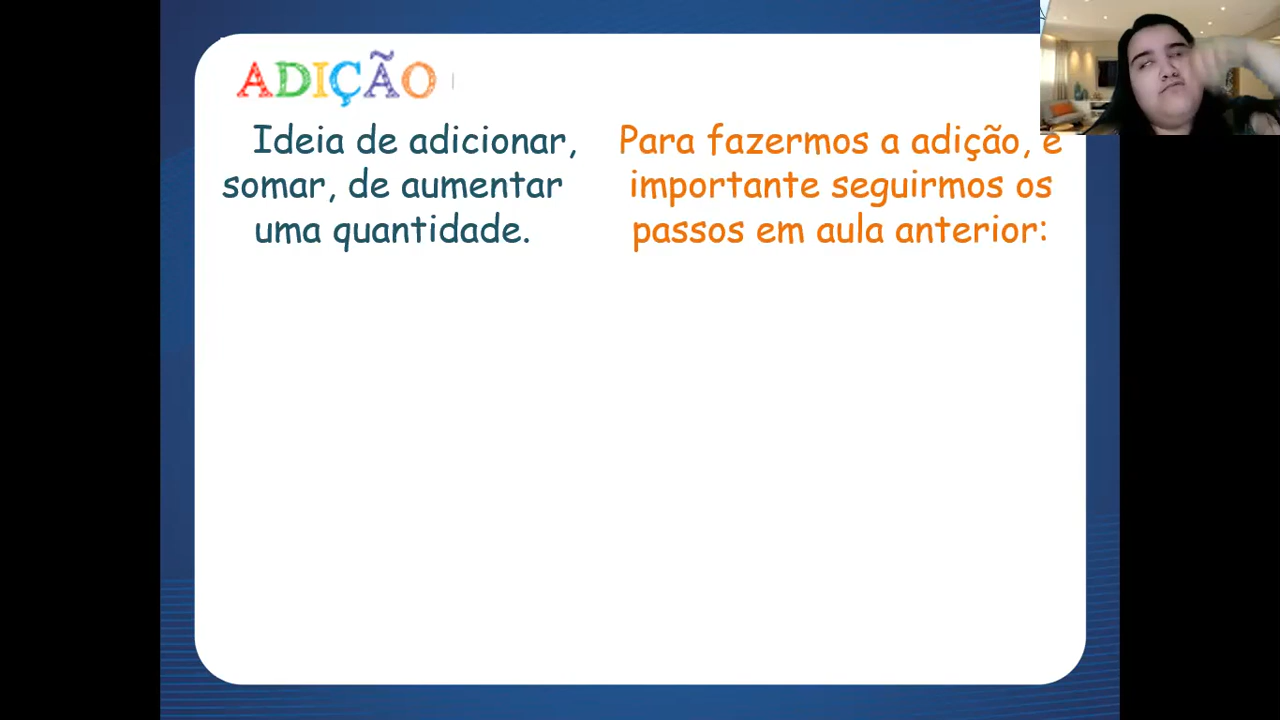 ADIÇÃO
Ideia de adicionar,
somar, de aumentar
uma quantidade.
Para fazermos a adição, é
importante seguirmos os
passos em aula anterior: